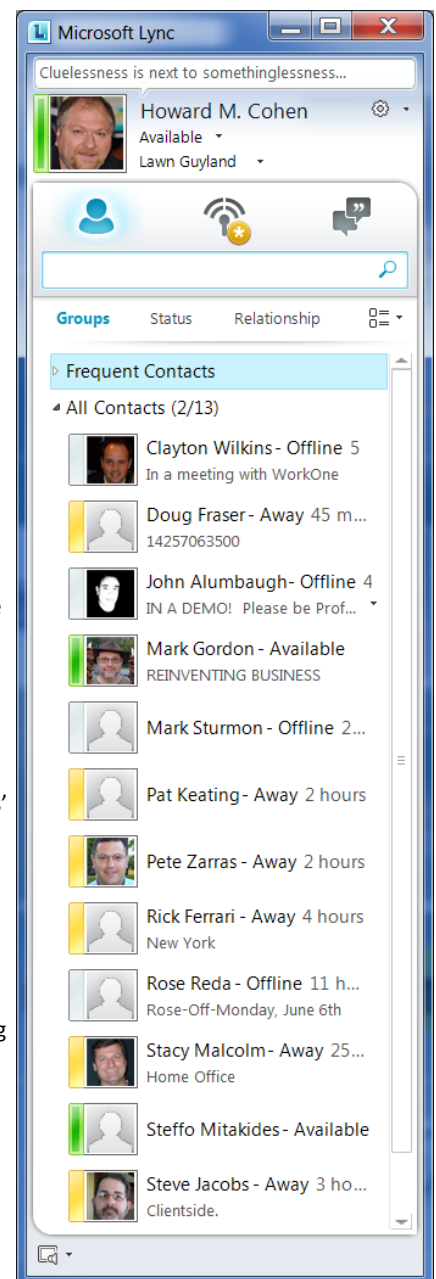 Microsoft Lync
Cluelessness is next to somethinglessness...
Howard M. Cohen
Available
Lawn Guyland
Groups Status Relationship
Frequent Contacts
All Contacts (2/13)
Clayton Wilkins - Offline 5
In a meeting with WorkOne
Doug Fraser - Away 45 m...
14257063500
John Alumbaugh- Offline 4
IN A DEMO! Please be Prof...
Mark Gordon - Available
REINVENTING BUSINESS
Mark Sturmon - Offline 2...
Pat Keating - Away 2 hours
Pete Zarras - Away 2 hours
Rick Ferrari - Away 4 hours
New York
Rose Reda - Offline 11 h...
Rose-Off-Monday, June 6th
Stacy Malcolm - Away 25...
Home Office
Steffo Mitakides - Available
Steve Jacobs - Away 3 ho...
Clientside.